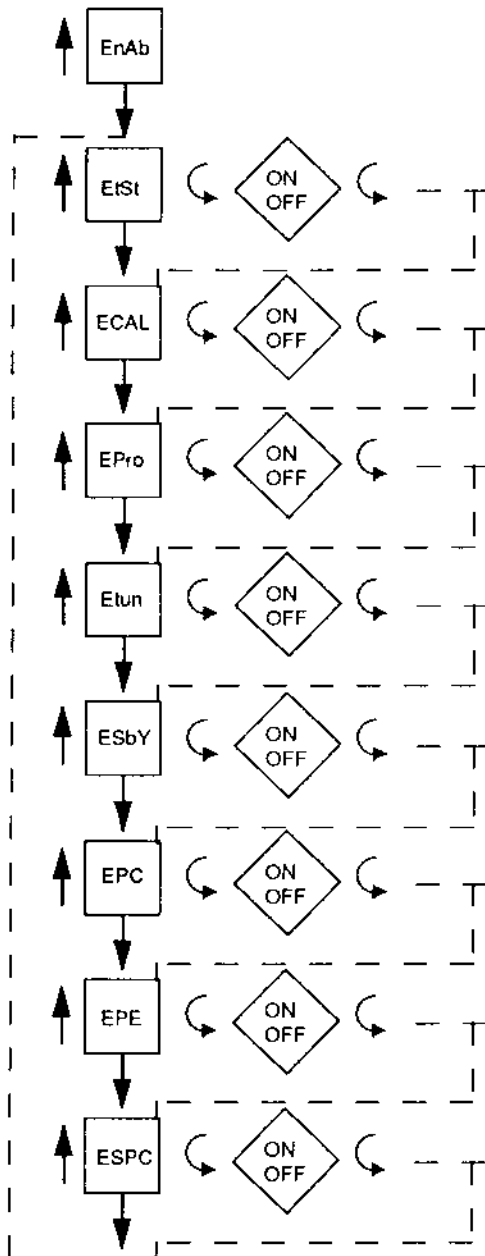 EnAb
EtSt
ON
OFF
ECAL
ON
OFF
EPro
ON
OFF
Etun
ON
OFF
ESbY
ON
OFF
EPC
ON
OFF
EPE
ON
OFF
ESPC
ON
OFF